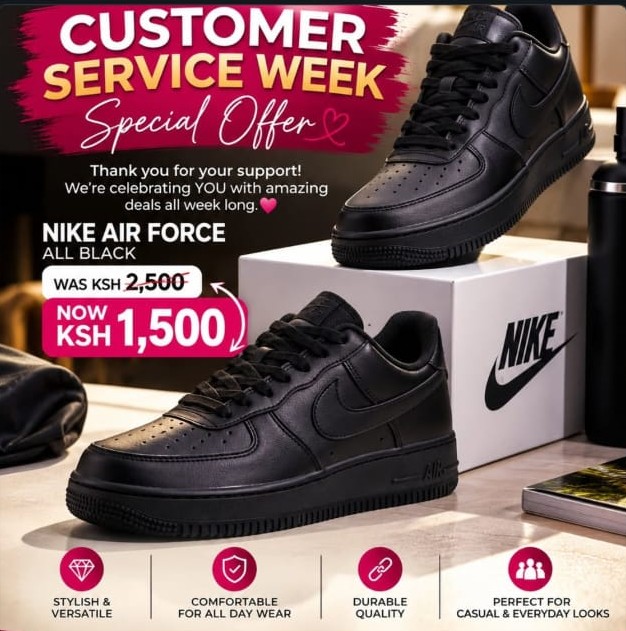 CUSTOMER
SERVICE WEEK
Special Offer
Thank you for your support!
We're celebrating YOU with amazing
deals all week long.
NIKE AIR FORCE
ALL BLACK
WAS KSH 2,500
NOW
KSH 1,500
NIKE
AIR
STYLISH &
VERSATILE
COMFORTABLE
FOR ALL DAY WEAR
DURABLE
QUALITY
PERFECT FOR
CASUAL & EVERYDAY LOOKS